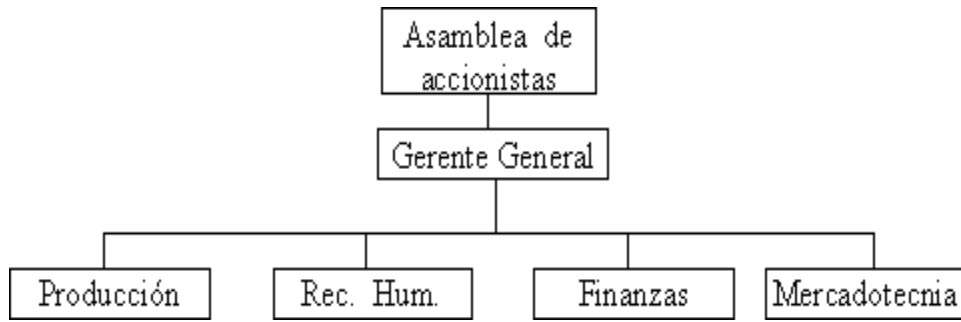 Asamblea de
accionistas
Gerente General
Producción
Rec. Hum.
Finanzas
Mercadotecnia